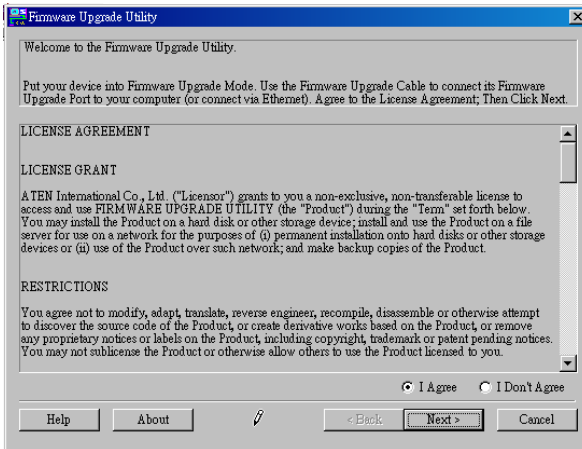 Firmware Upgrade Utility
Welcome to the Firmware Upgrade Utility.
Put your device into Firmware Upgrade Mode. Use the Firmware Upgrade Cable to connect its Firmware
Upgrade Port to your computer (or connect via Ethernet). Agree to the License Agreement; Then Click Next.
LICENSE AGREEMENT
LICENSE GRANT
ATEN International Co., Ltd. ("Licensor") grants to you a non-exclusive, non-transferable license to
access and use FIRMWARE UPGRADE UTILITY (the "Product") during the "Term" set forth below.
You may install the Product on a hard disk or other storage device; install and use the Product on a file
server for use on a network for the purposes of (i) permanent installation onto hard disks or other storage
devices or (ii) use of the Product over such network; and make backup copies of the Product.
RESTRICTIONS
You agree not to modify, adapt, translate, reverse engineer, recompile, disassemble or otherwise attempt
to discover the source code of the Product, or create derivative works based on the Product, or remove
any proprietary notices or labels on the Product, including copyright, trademark or patent pending notices.
You may not sublicense the Product or otherwise allow others to use the Product licensed to you.
I Agree I Don't Agree
Help About < Back Next > Cancel